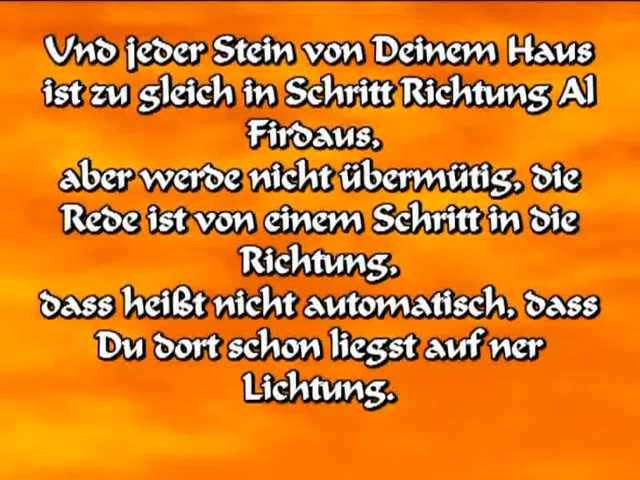 Und jeder Stein von Deinem Haus
ist zu gleich in Schritt Richtung Al
Firdaus,
aber werde nicht übermütig, die
Rede ist von einem Schritt in die
Richtung,
dass heißt nicht automatisch, dass
Du dort schon liegst auf ner
Lichtung.